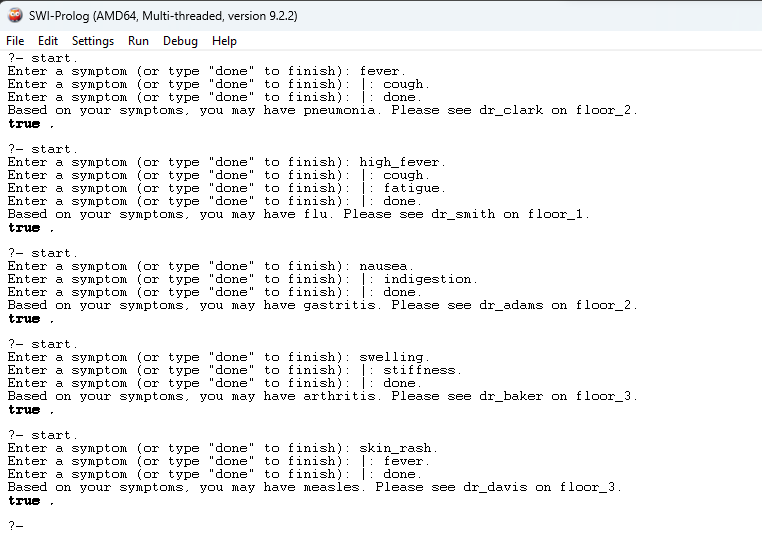 SWI-Prolog (AMD64, Multi-threaded, version 9.2.2)
File Edit Settings Run Debug Help
?- start.
Enter a symptom (or type "done" to finish): fever.
Enter a symptom (or type "done" to finish): |: cough.
Enter a symptom (or type "done" to finish): |: done.
Based on your symptoms, you may have pneumonia. Please see dr_clark on floor_2.
true .
?- start.
Enter a symptom (or type "done" to finish): high_fever.
Enter a symptom (or type "done" to finish): |: cough.
Enter a symptom (or type "done" to finish): |: fatigue.
Enter a symptom (or type "done" to finish): |: done.
Based on your symptoms, you may have flu. Please see dr_smith on floor_1.
true .
?- start.
Enter a symptom (or type "done" to finish): nausea.
Enter a symptom (or type "done" to finish): |: indigestion.
Enter a symptom (or type "done" to finish): |: done.
Based on your symptoms, you may have gastritis. Please see dr_adams on floor_2.
true .
?- start.
Enter a symptom (or type "done" to finish): swelling.
Enter a symptom (or type "done" to finish): |: stiffness.
Enter a symptom (or type "done" to finish): |: done.
Based on your symptoms, you may have arthritis. Please see dr_baker on floor_3.
true .
?- start.
Enter a symptom (or type "done" to finish): skin_rash.
Enter a symptom (or type "done" to finish): |: fever.
Enter a symptom (or type "done" to finish): |: done.
Based on your symptoms, you may have measles. Please see dr_davis on floor_3.
true .
?-